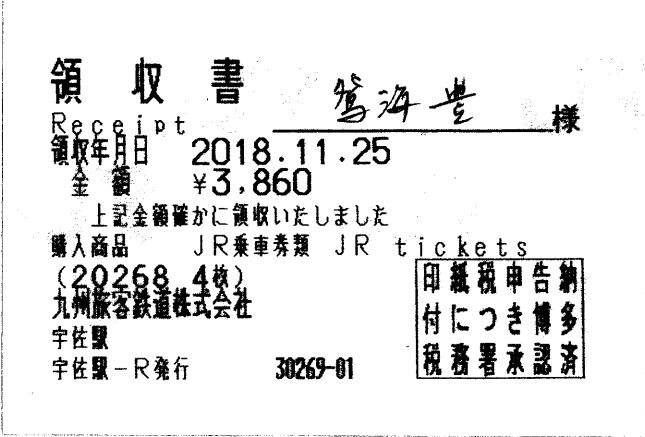 領収書
Receipt
鴛海豊 様
領収年月日 2018.11.25
金額 ¥3,860
上記金額確かに領収いたしました
購入商品 JR乗車券類 JR tickets
(20268 4枚)
九州旅客鉄道株式会社
宇佐駅
宇佐駅-R発行 30269-01
印紙税申告納
付につき博多
税務署承認済